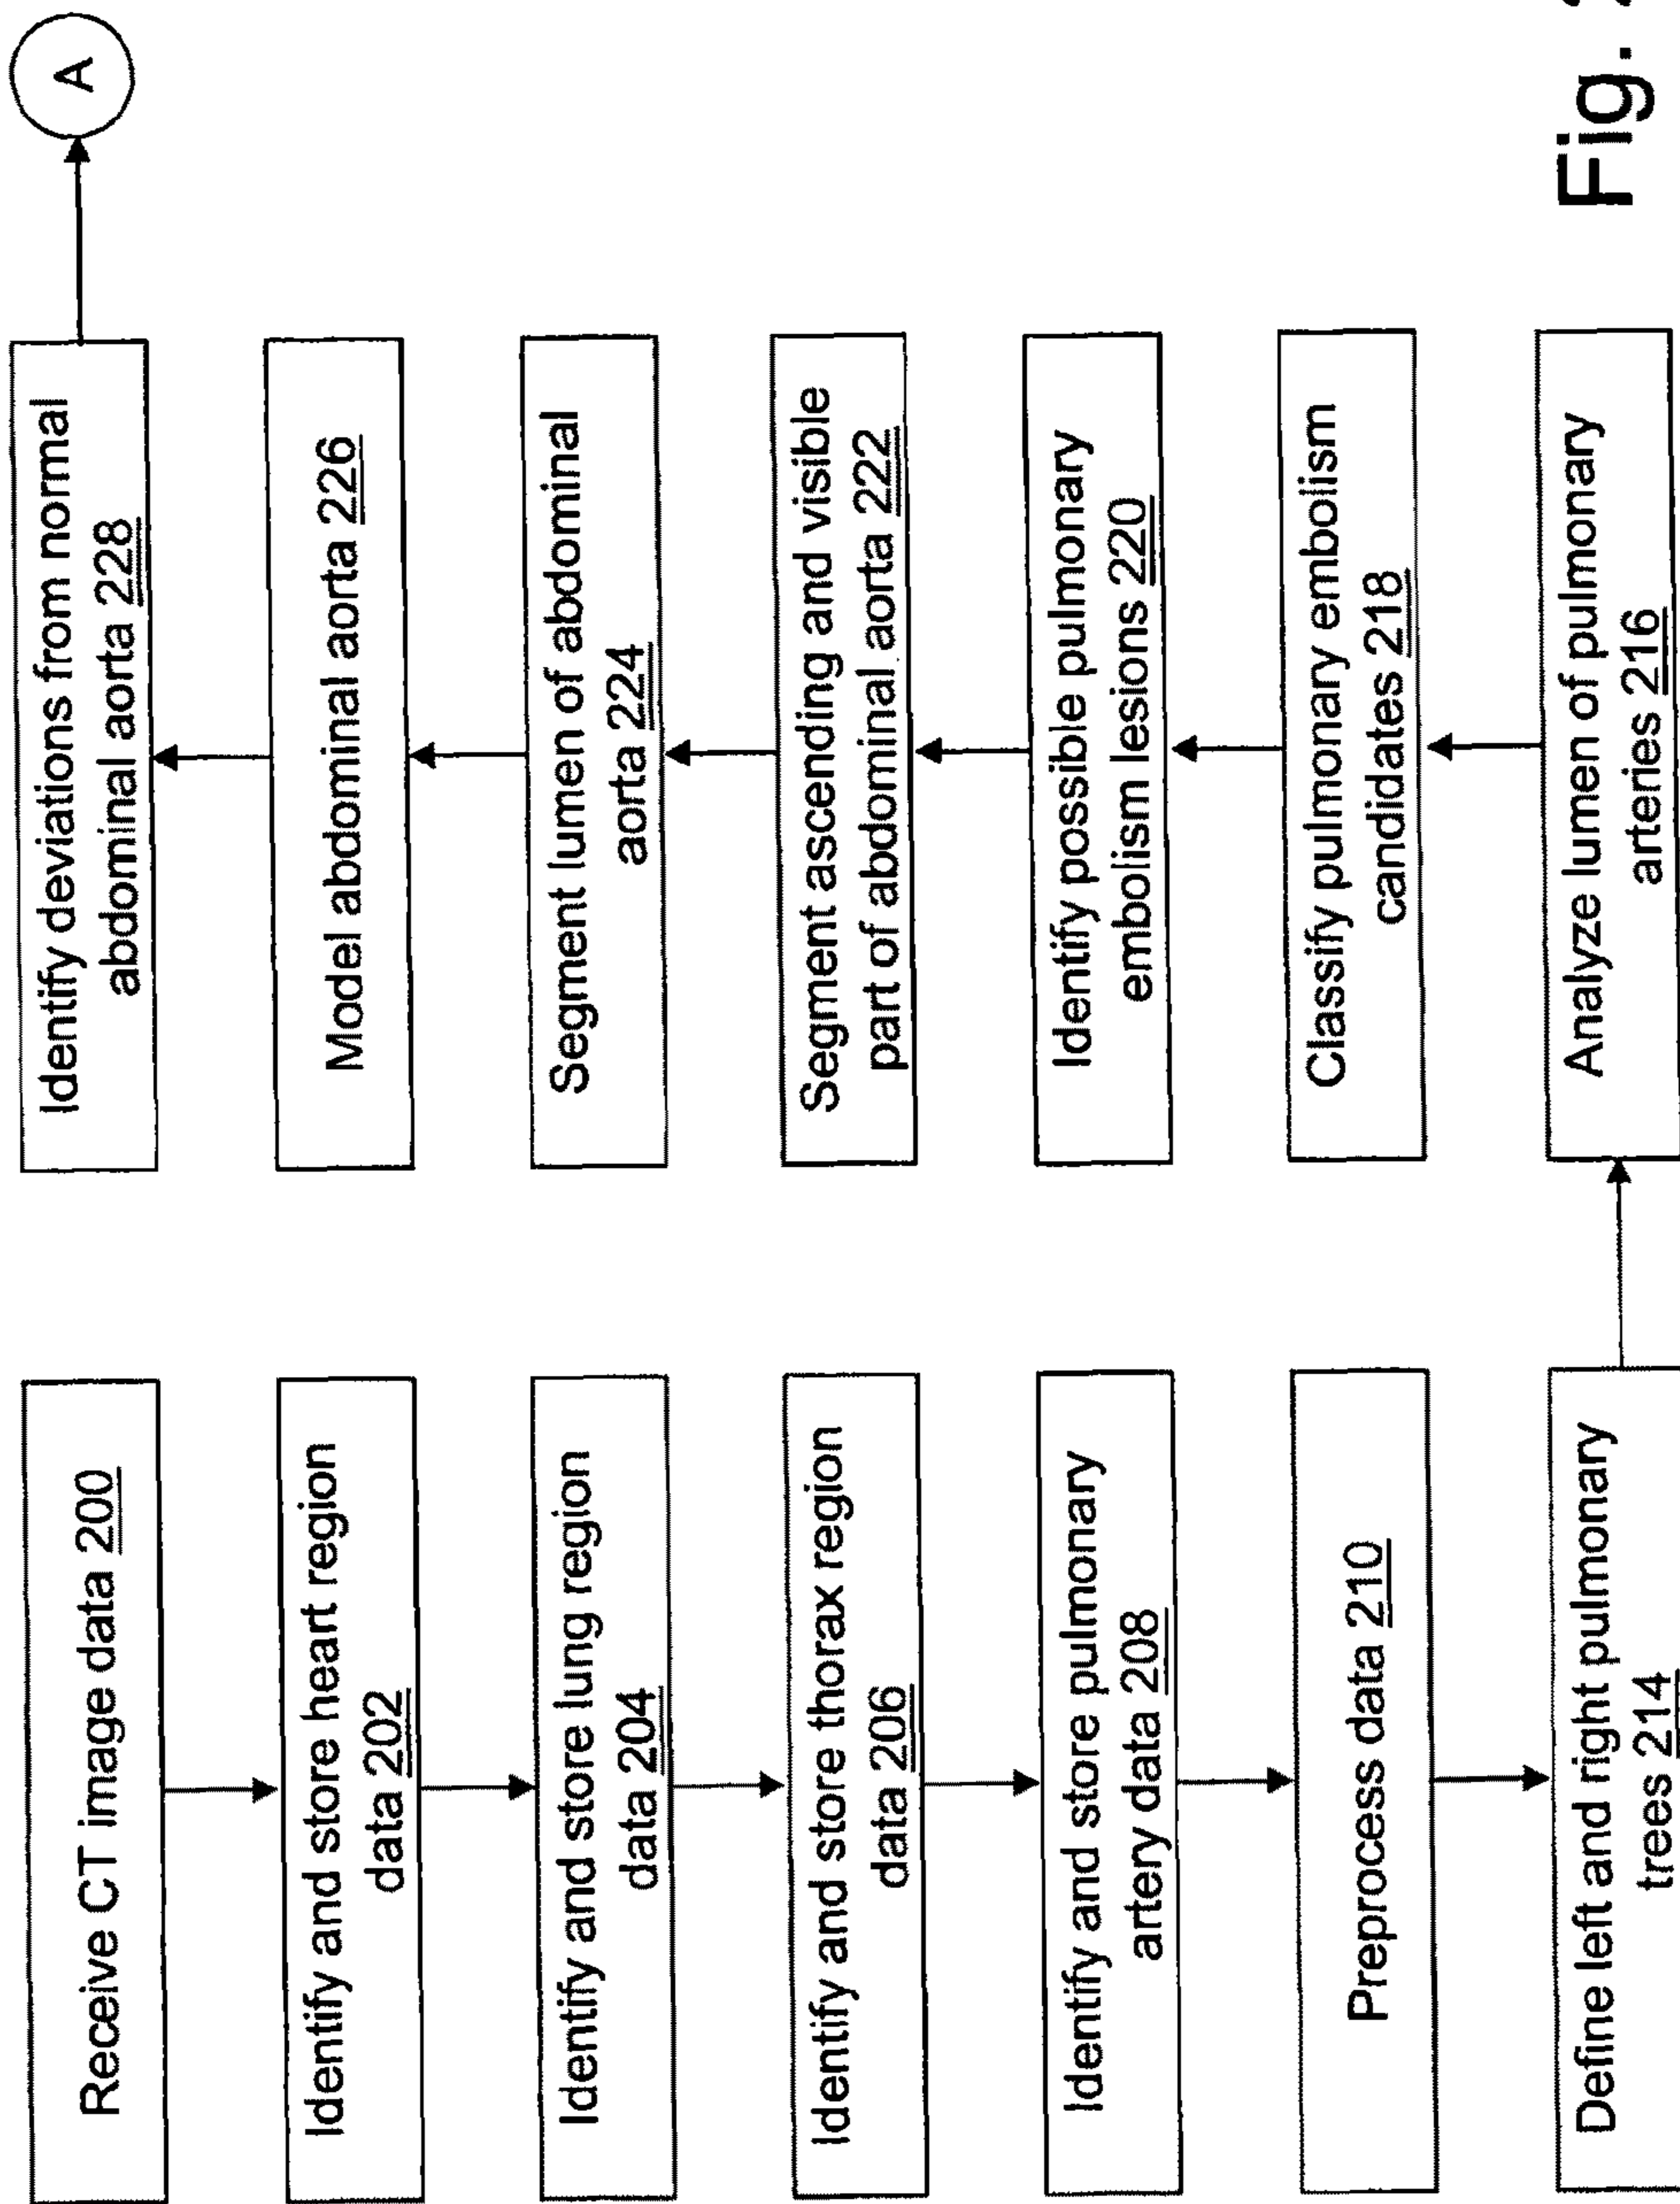 Receive CT image data 200
Identify and store heart region
data 202
Identify and store lung region
data 204
Identify and store thorax region
data 206
Identify and store pulmonary
artery data 208
Preprocess data 210
Define left and right pulmonary
trees 214
Analyze lumen of pulmonary
arteries 216
Classify pulmonary embolism
candidates 218
Identify possible pulmonary
embolism lesions 220
Segment ascending and visible
part of abdominal aorta 222
Segment lumen of abdominal
aorta 224
Model abdominal aorta 226
Identify deviations from normal
abdominal aorta 228
A
Fig.